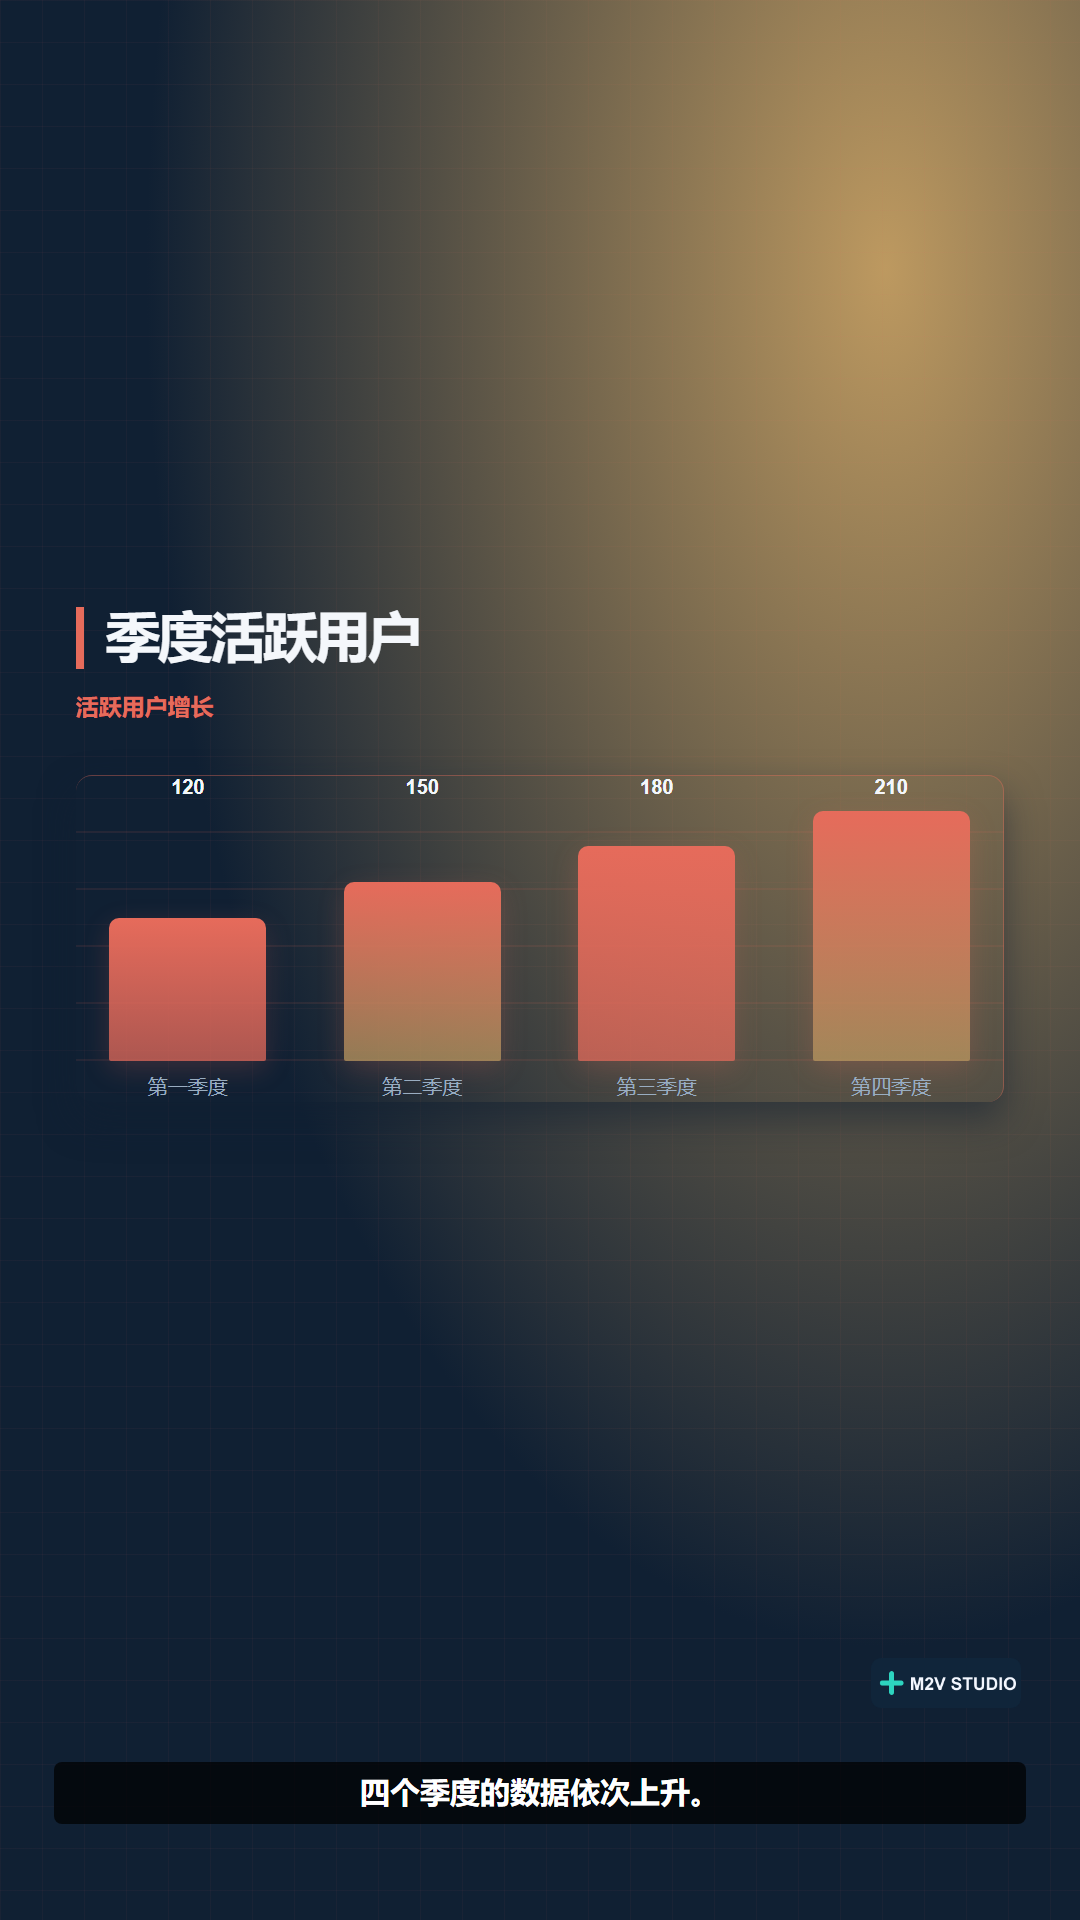 季度活跃用户
活跃用户增长
120 150 180 210
第一季度 第二季度 第三季度 第四季度
M2V STUDIO
四个季度的数据依次上升。